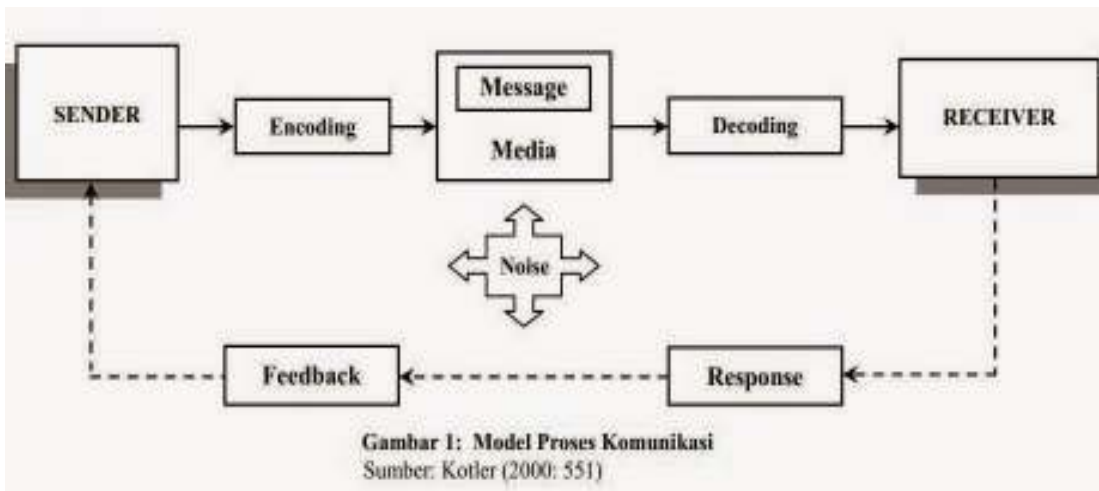 SENDER
Encoding
Message
Media
Decoding
RECEIVER
Noise
Feedback
Response
Gambar 1: Model Proses Komunikasi
Sumber: Kotler (2000: 551)